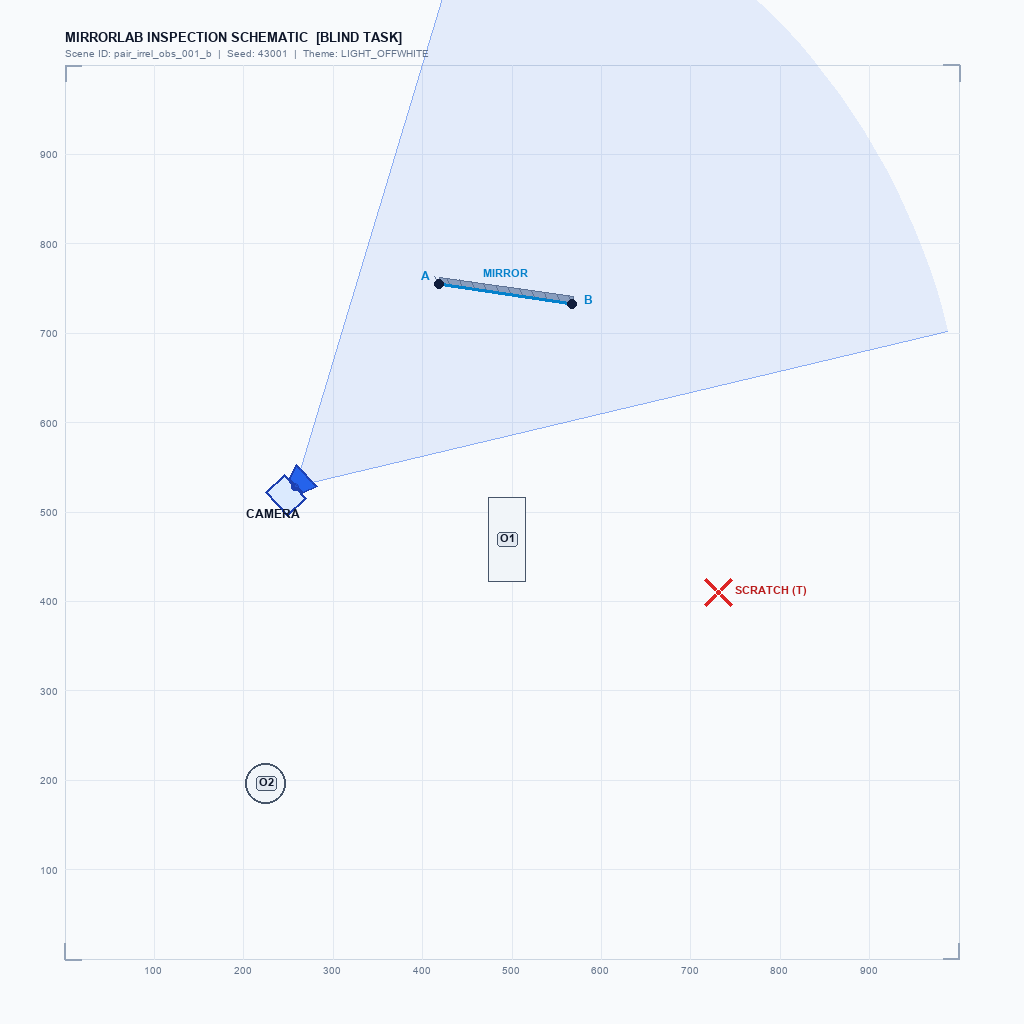 MIRRORLAB INSPECTION SCHEMATIC [BLIND TASK]
Scene ID: pair_irrel_obs_001_b | Seed: 43001 | Theme: LIGHT_OFFWHITE
900
800
A
MIRROR
B
700
600
500
CAMERA
O1
400
SCRATCH (T)
300
200
O2
100
100 200 300 400 500 600 700 800 900